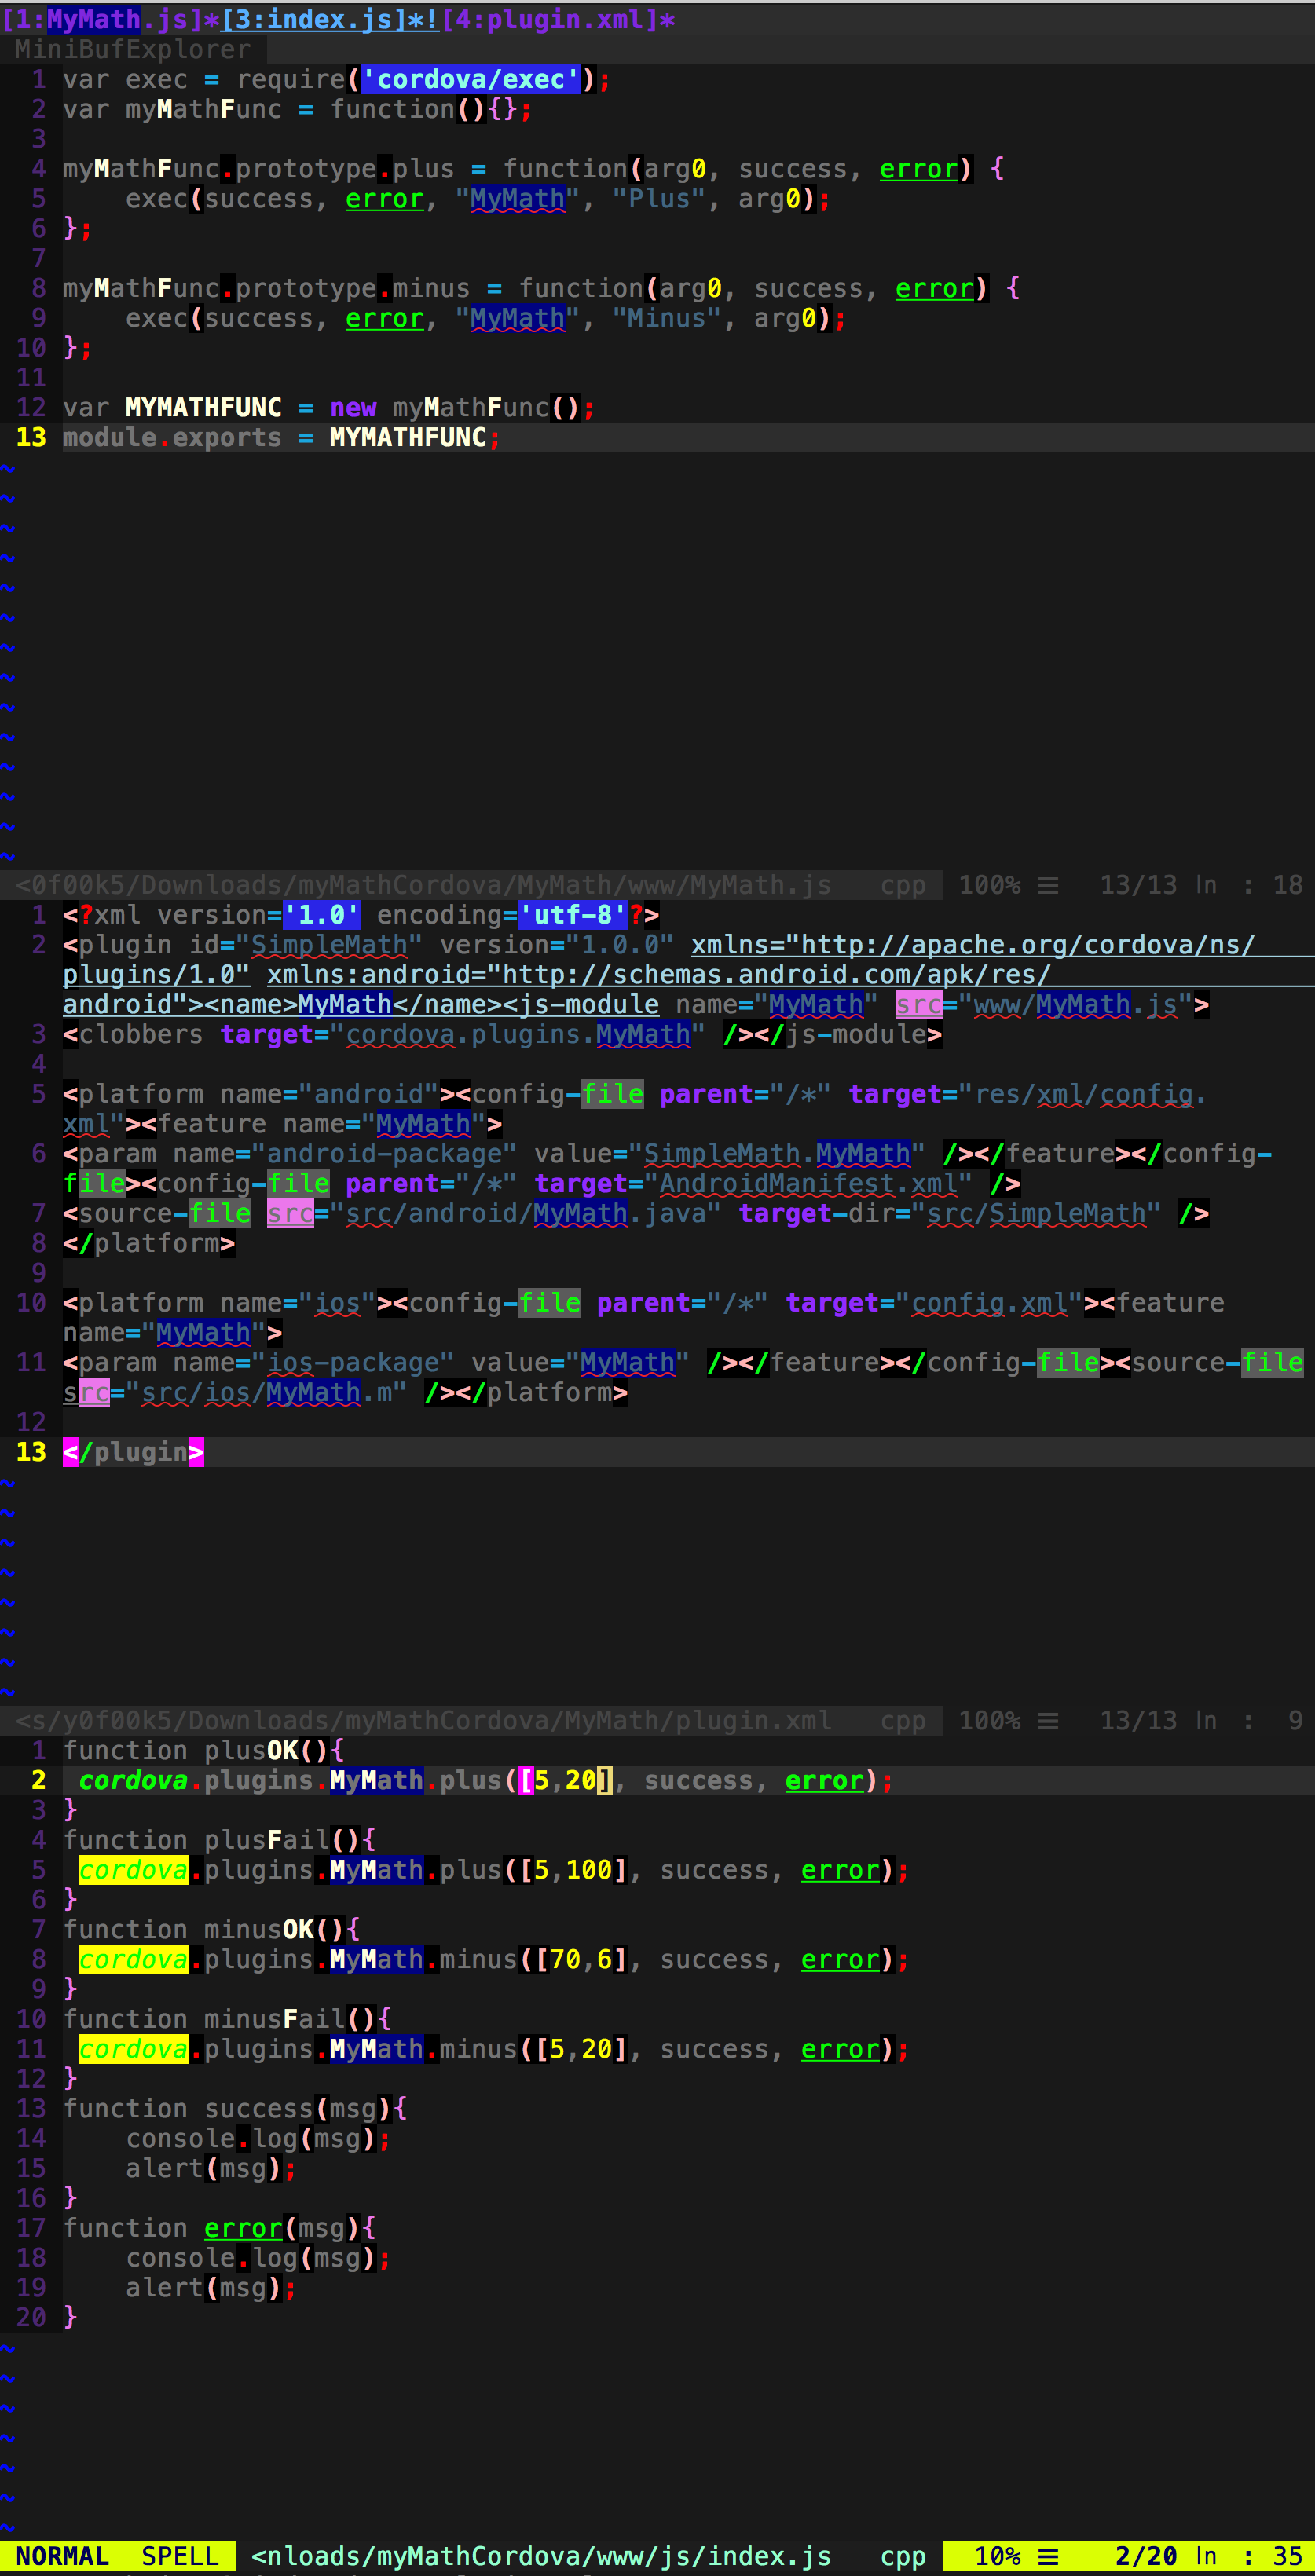 [1:MyMath.js]*[3:index.js]*![4:plugin.xml]*
MiniBufExplorer
1 var exec = require('cordova/exec');
2 var myMathFunc = function(){};
3
4 myMathFunc.prototype.plus = function(arg0, success, error) {
5     exec(success, error, "MyMath", "Plus", arg0);
6 };
7
8 myMathFunc.prototype.minus = function(arg0, success, error) {
9     exec(success, error, "MyMath", "Minus", arg0);
10 };
11
12 var MYMATHFUNC = new myMathFunc();
13 module.exports = MYMATHFUNC;
~
~
~
~
~
~
~
~
~
~
~
~
~
~
<0f00k5/Downloads/myMathCordova/MyMath/www/MyMath.js   cpp   100% ☰   13/13 ln  : 18
1 <?xml version='1.0' encoding='utf-8'?>
2 <plugin id="SimpleMath" version="1.0.0" xmlns="http://apache.org/cordova/ns/
plugins/1.0" xmlns:android="http://schemas.android.com/apk/res/
android"><name>MyMath</name><js-module name="MyMath" src="www/MyMath.js">
3 <clobbers target="cordova.plugins.MyMath" /></js-module>
4
5 <platform name="android"><config-file parent="/*" target="res/xml/config.
xml"><feature name="MyMath">
6 <param name="android-package" value="SimpleMath.MyMath" /></feature></config-
file><config-file parent="/*" target="AndroidManifest.xml" />
7 <source-file src="src/android/MyMath.java" target-dir="src/SimpleMath" />
8 </platform>
9
10 <platform name="ios"><config-file parent="/*" target="config.xml"><feature
name="MyMath">
11 <param name="ios-package" value="MyMath" /></feature></config-file><source-file
src="src/ios/MyMath.m" /></platform>
12
13 </plugin>
~
~
~
~
~
~
~
~
<s/y0f00k5/Downloads/myMathCordova/MyMath/plugin.xml   cpp   100% ☰   13/13 ln  :  9
1 function plusOK(){
2  cordova.plugins.MyMath.plus([5,20], success, error);
3 }
4 function plusFail(){
5  cordova.plugins.MyMath.plus([5,100], success, error);
6 }
7 function minusOK(){
8  cordova.plugins.MyMath.minus([70,6], success, error);
9 }
10 function minusFail(){
11  cordova.plugins.MyMath.minus([5,20], success, error);
12 }
13 function success(msg){
14     console.log(msg);
15     alert(msg);
16 }
17 function error(msg){
18     console.log(msg);
19     alert(msg);
20 }
~
~
~
~
~
~
~
NORMAL  SPELL  <nloads/myMathCordova/www/js/index.js   cpp   10% ☰   2/20 ln  : 35